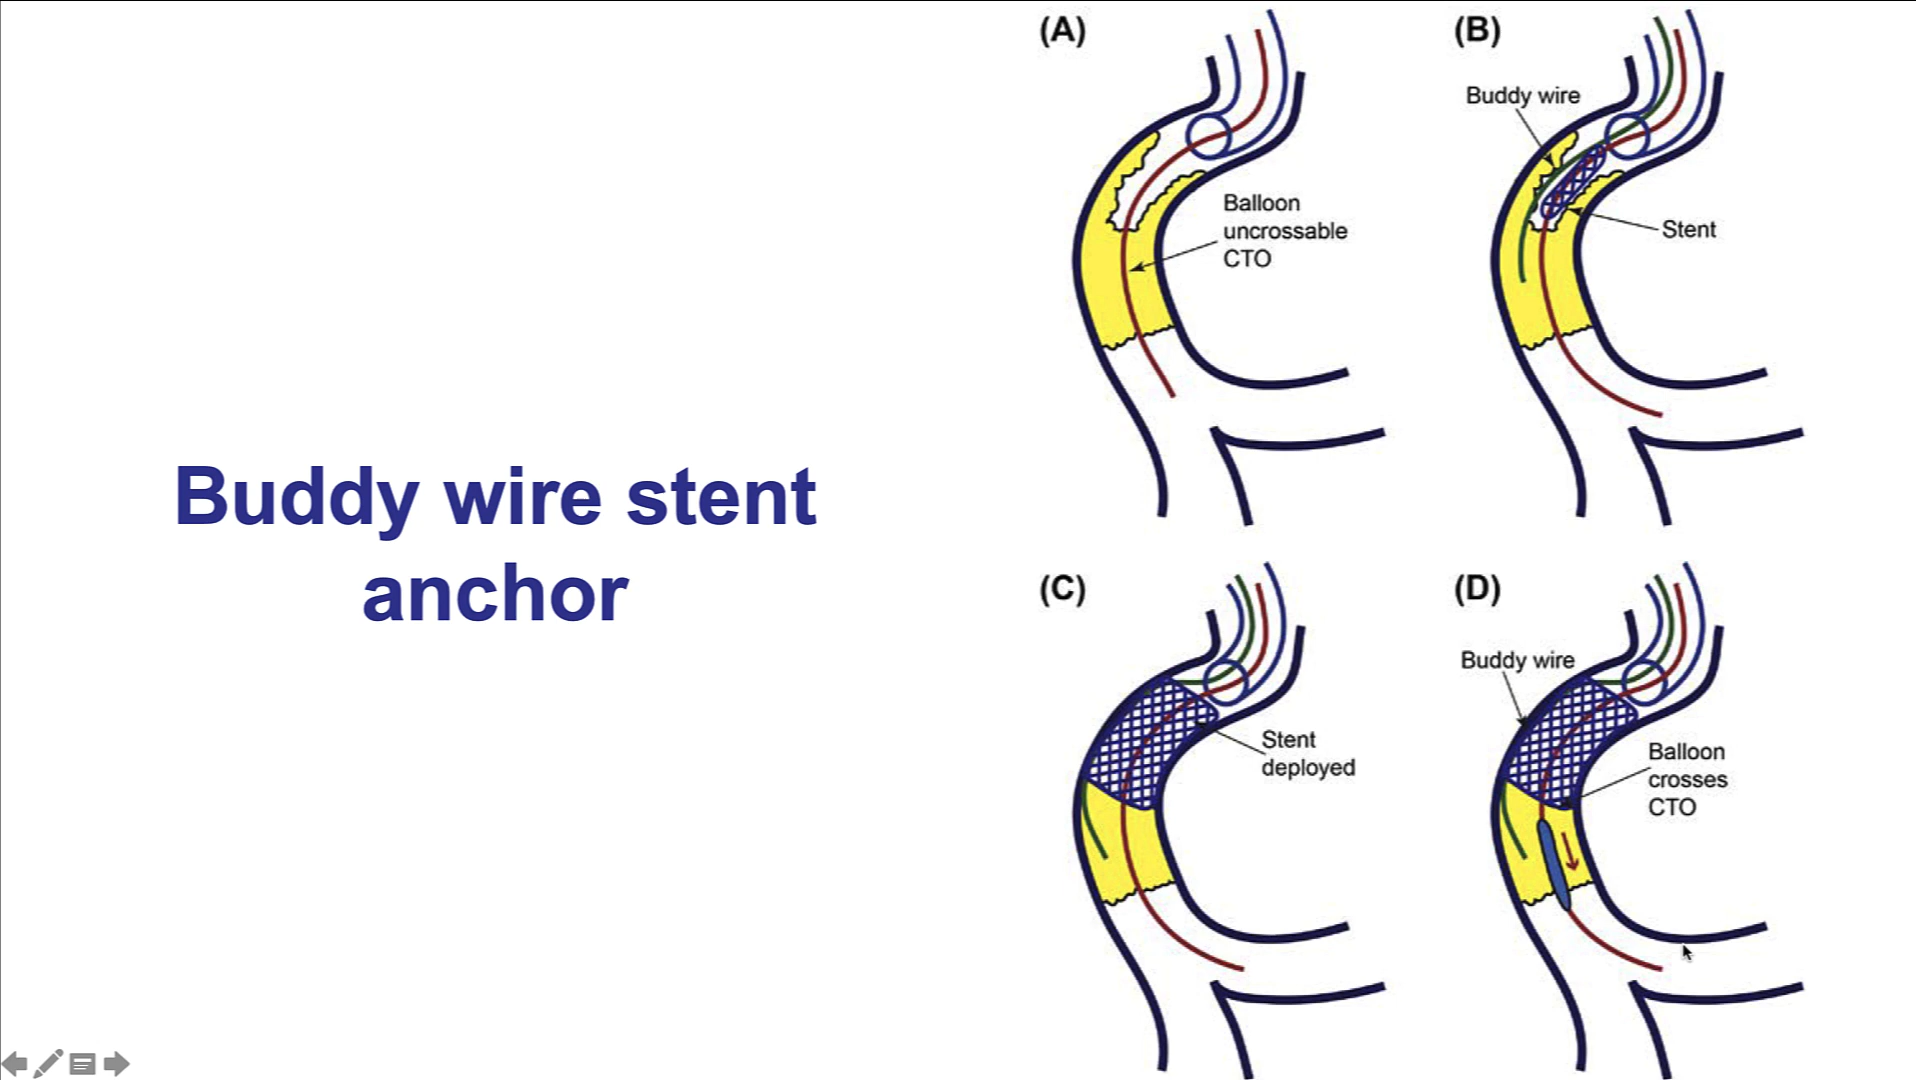 Buddy wire stent
anchor
(A)
Balloon
uncrossable
CTO
(B)
Buddy wire
Stent
(C)
Stent
deployed
(D)
Buddy wire
Balloon
crosses
CTO